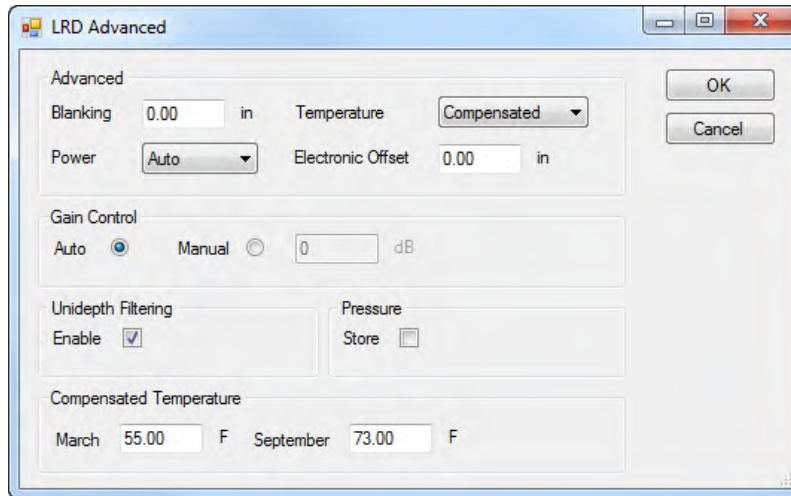 LRD Advanced
Advanced
Blanking 0.00 in Temperature Compensated
Power Auto Electronic Offset 0.00 in
OK
Cancel
Gain Control
Auto Manual 0 dB
Unidepth Filtering
Enable
Pressure
Store
Compensated Temperature
March 55.00 F September 73.00 F